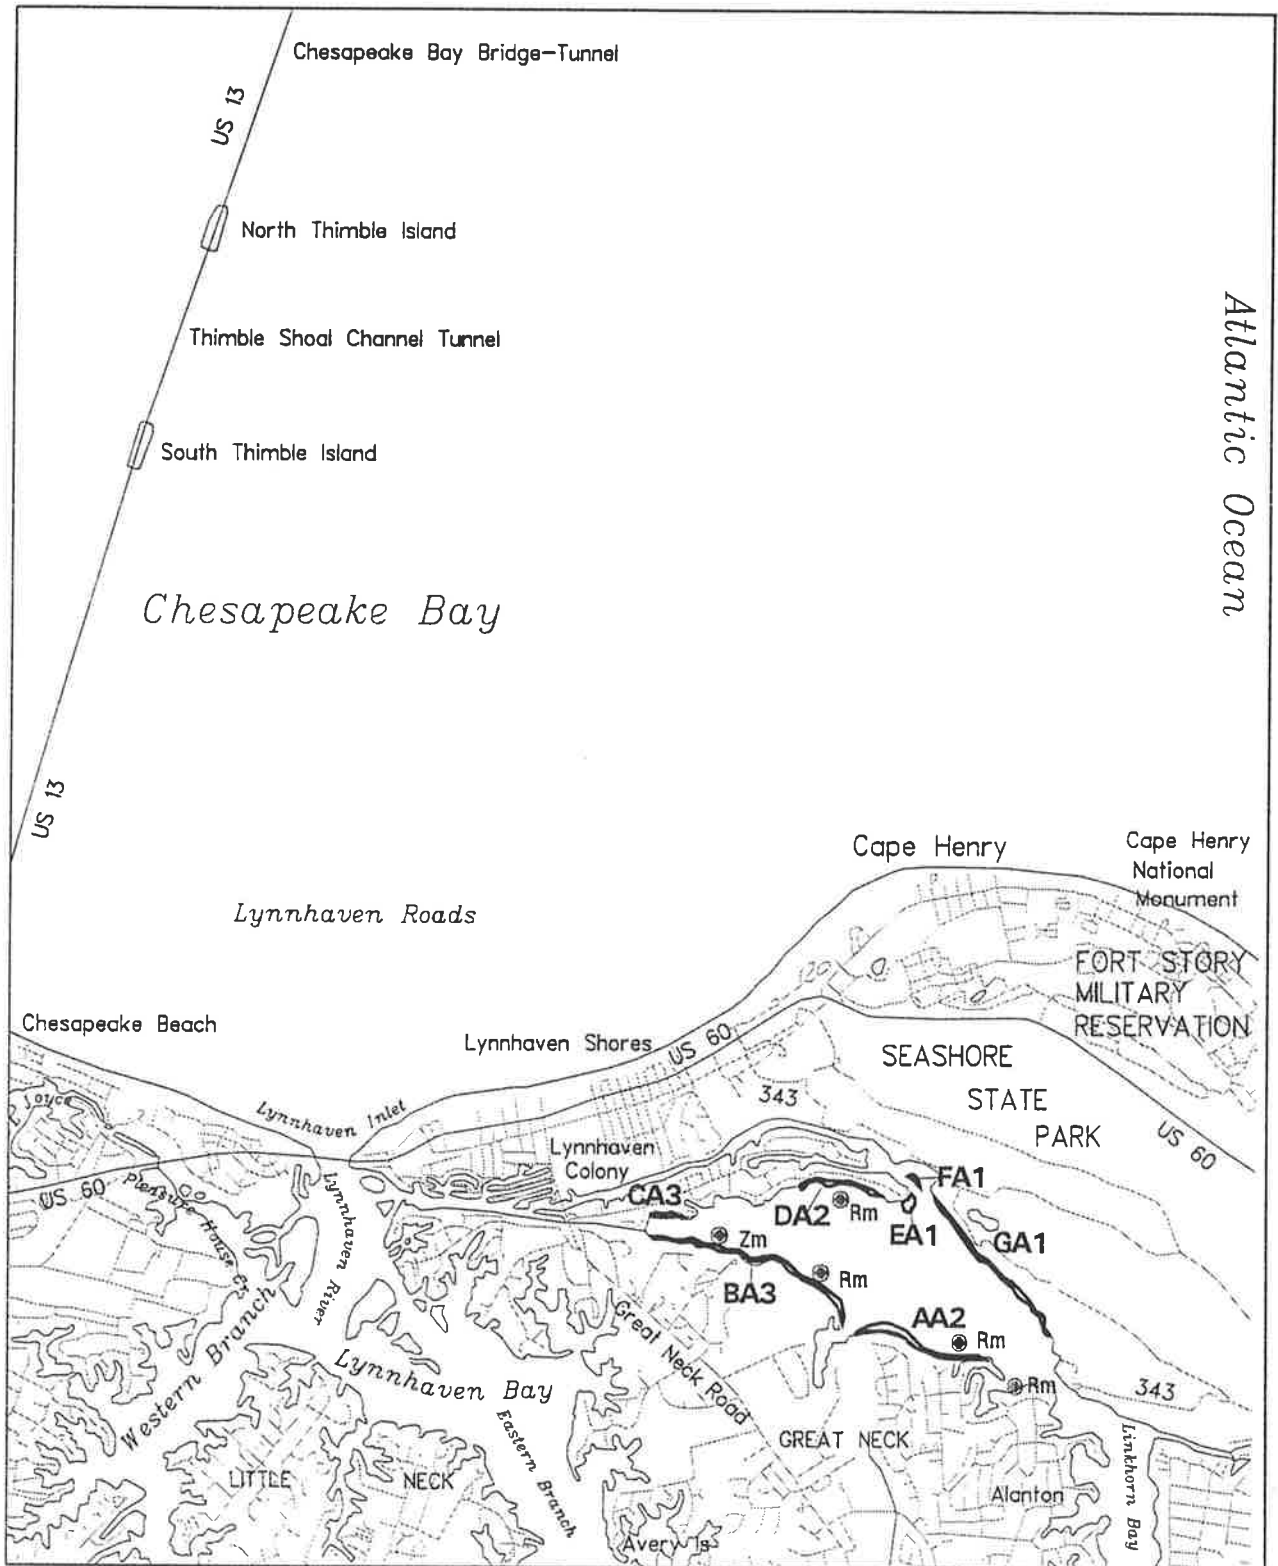 Chesapeake Bay Bridge-Tunnel
US 13
North Thimble Island
Thimble Shoal Channel Tunnel
South Thimble Island
Atlantic Ocean
Chesapeake Bay
US 13
Cape Henry
Cape Henry
National
Monument
Lynnhaven Roads
FORT STORY
MILITARY
RESERVATION
Chesapeake Beach
Lynnhaven Shores
US 60
SEASHORE
STATE
PARK
343
Joyce
Lynnhaven Inlet
US 60
Lynnhaven
Colony
US 60
Pleasure House Cr.
Lynnhaven River
CA3
DA2
Rm
FA1
EA1
GA1
Zm
BA3
Rm
AA2
Rm
Rm
343
Western Branch
Great Neck Road
Lynnhaven Bay
Eastern Branch
GREAT NECK
Linkhorn Bay
LITTLE
NECK
Alanton
Avery Is